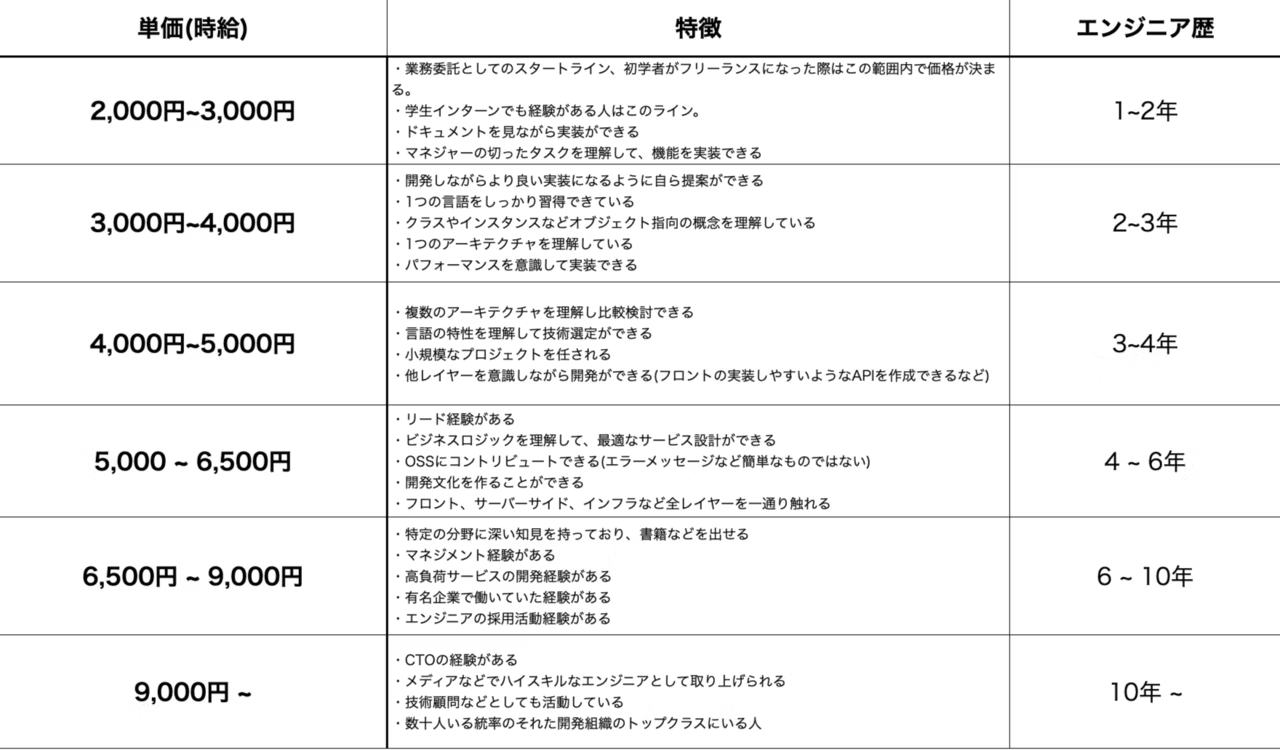 単価(時給)
特徴
エンジニア歴
2,000円~3,000円
・業務委託としてのスタートライン、初学者がフリーランスになった際はこの範囲内で価格が決ま
る。
・学生インターンでも経験がある人はこのライン。
・ドキュメントを見ながら実装ができる
・マネジャーの切ったタスクを理解して、機能を実装できる
1~2年
3,000円~4,000円
・開発しながらより良い実装になるように自ら提案ができる
・1つの言語をしっかり習得できている
・クラスやインスタンスなどオブジェクト指向の概念を理解している
・1つのアーキテクチャを理解している
・パフォーマンスを意識して実装できる
2~3年
4,000円~5,000円
・複数のアーキテクチャを理解し比較検討できる
・言語の特性を理解して技術選定ができる
・小規模なプロジェクトを任される
・他レイヤーを意識しながら開発ができる(フロントの実装しやすいようなAPIを作成できるなど)
3~4年
5,000 ~ 6,500円
・リード経験がある
・ビジネスロジックを理解して、最適なサービス設計ができる
・OSSにコントリビュートできる(エラーメッセージなど簡単なものではない)
・開発文化を作ることができる
・フロント、サーバーサイド、インフラなど全レイヤーを一通り触れる
4 ~ 6年
6,500円 ~ 9,000円
・特定の分野に深い知見を持っており、書籍などを出せる
・マネジメント経験がある
・高負荷サービスの開発経験がある
・有名企業で働いていた経験がある
・エンジニアの採用活動経験がある
6 ~ 10年
9,000円 ~
・CTOの経験がある
・メディアなどでハイスキルなエンジニアとして取り上げられる
・技術顧問などとしても活動している
・数十人いる統率のそれた開発組織のトップクラスにいる人
10年 ~